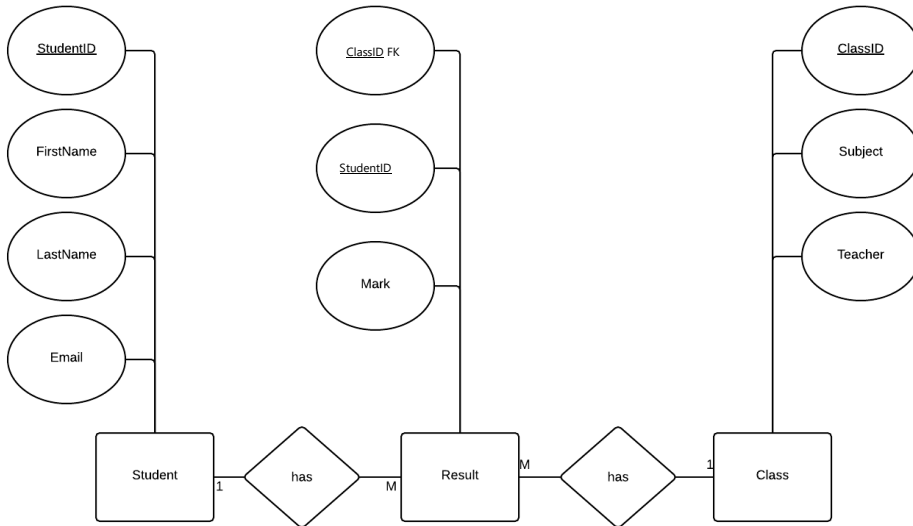 StudentID
ClassID FK
ClassID
FirstName
StudentID
Subject
LastName
Mark
Teacher
Email
Student
1
has
M
Result
M
has
1
Class